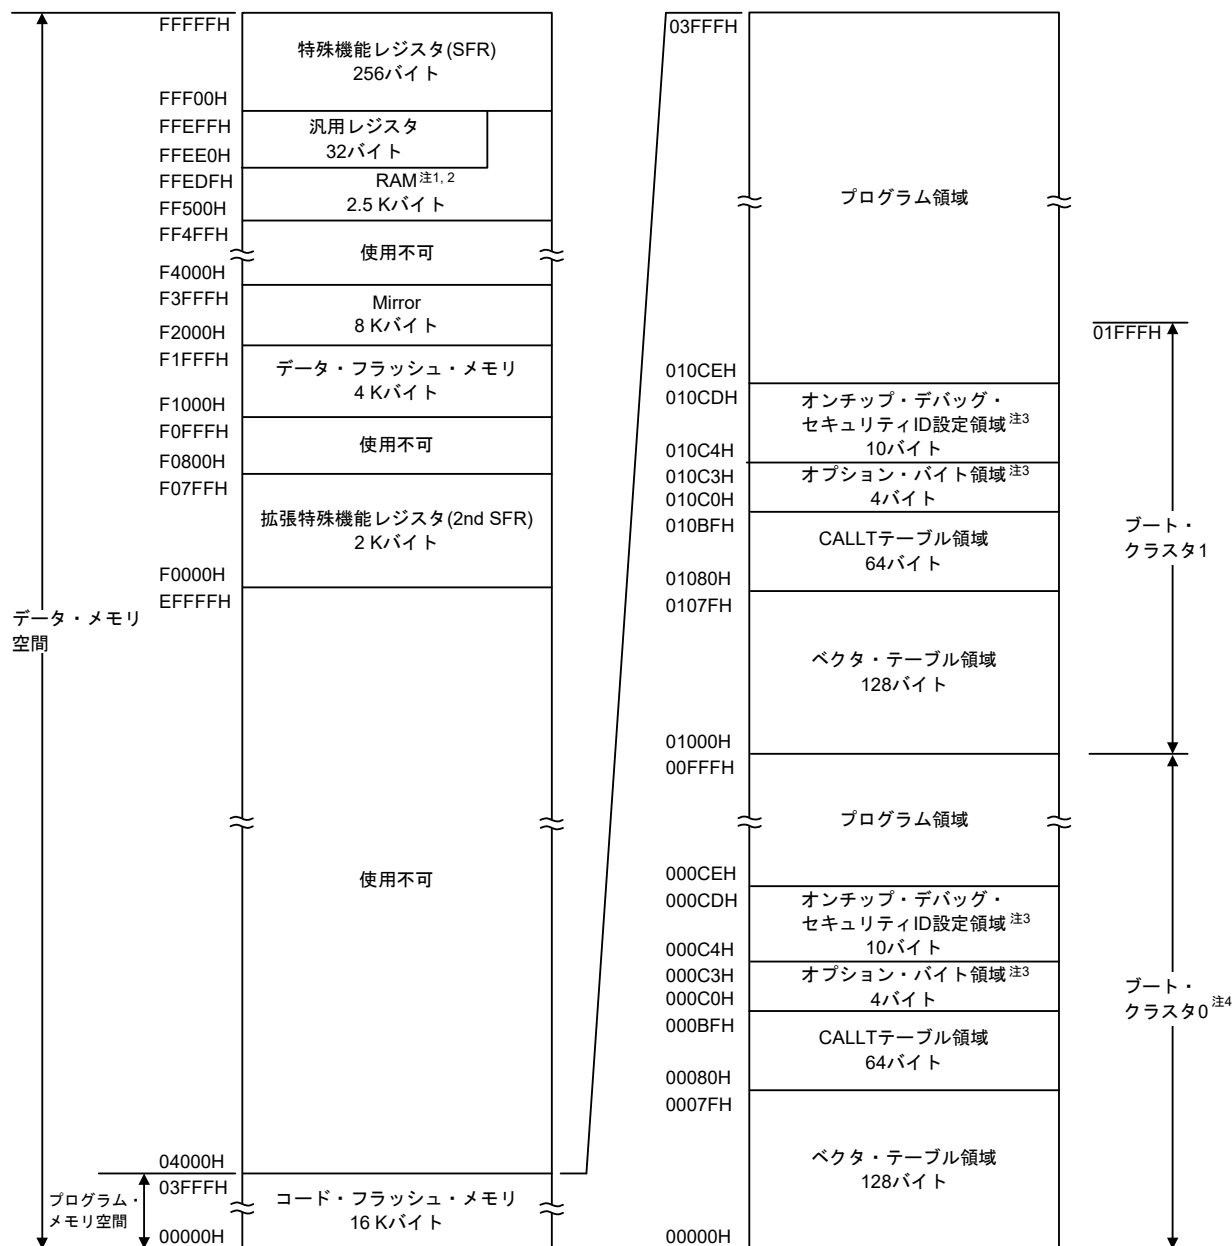 FFFFFH
特殊機能レジスタ(SFR)
256バイト
FFF00H
FFEFFH
汎用レジスタ
32バイト
FFEE0H
FFEDFH
RAM注1, 2
2.5 Kバイト
FF500H
FF4FFH
使用不可
F4000H
F3FFFH
Mirror
8 Kバイト
F2000H
F1FFFH
データ・フラッシュ・メモリ
4 Kバイト
F1000H
F0FFFH
使用不可
F0800H
F07FFH
拡張特殊機能レジスタ(2nd SFR)
2 Kバイト
F0000H
EFFFFH
データ・メモリ
空間
使用不可
04000H
03FFFH
コード・フラッシュ・メモリ
16 Kバイト
プログラム・
メモリ空間
00000H
03FFFH
プログラム領域
01FFFH
010CEH
010CDH
オンチップ・デバッグ・
セキュリティID設定領域注3
10バイト
010C4H
010C3H
オプション・バイト領域注3
4バイト
010C0H
010BFH
CALLTテーブル領域
64バイト
ブート・
クラスタ1
01080H
0107FH
ベクタ・テーブル領域
128バイト
01000H
00FFFH
プログラム領域
000CEH
000CDH
オンチップ・デバッグ・
セキュリティID設定領域注3
10バイト
000C4H
000C3H
オプション・バイト領域注3
4バイト
000C0H
000BFH
ブート・
クラスタ0注4
CALLTテーブル領域
64バイト
00080H
0007FH
ベクタ・テーブル領域
128バイト
00000H